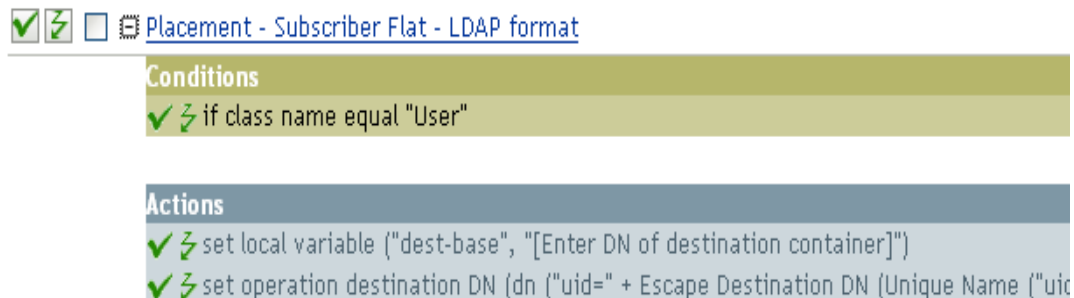 Placement - Subscriber Flat - LDAP format
Conditions
if class name equal "User"
Actions
set local variable ("dest-base", "[Enter DN of destination container]")
set operation destination DN (dn ("uid=" + Escape Destination DN (Unique Name ("uid